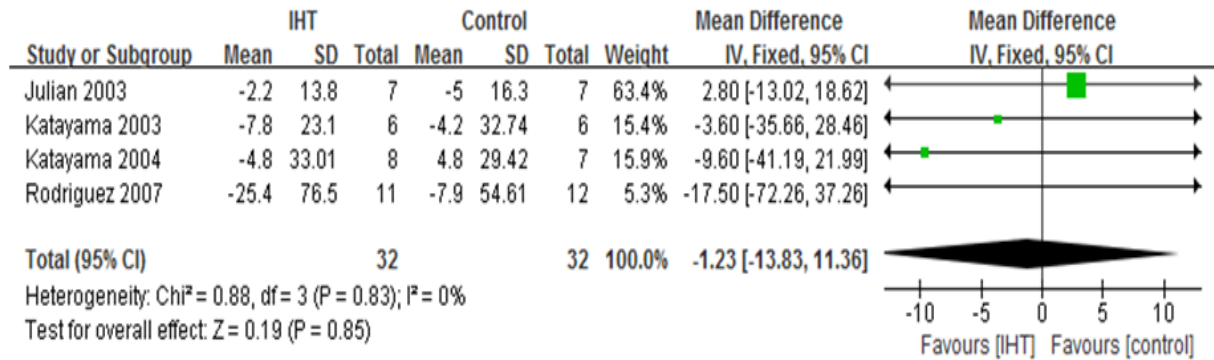 IHT Control Mean Difference Mean Difference
Study or Subgroup Mean SD Total Mean SD Total Weight IV, Fixed, 95% CI IV, Fixed, 95% CI
Julian 2003 -2.2 13.8 7 -5 16.3 7 63.4% 2.80 [-13.02, 18.62]
Katayama 2003 -7.8 23.1 6 -4.2 32.74 6 15.4% -3.60 [-35.66, 28.46]
Katayama 2004 -4.8 33.01 8 4.8 29.42 7 15.9% -9.60 [-41.19, 21.99]
Rodriguez 2007 -25.4 76.5 11 -7.9 54.61 12 5.3% -17.50 [-72.26, 37.26]
Total (95% CI) 32 32 100.0% -1.23 [-13.83, 11.36]
Heterogeneity: Chi² = 0.88, df = 3 (P = 0.83); I² = 0%
Test for overall effect: Z = 0.19 (P = 0.85)
-10 -5 0 5 10
Favours [IHT] Favours [control]